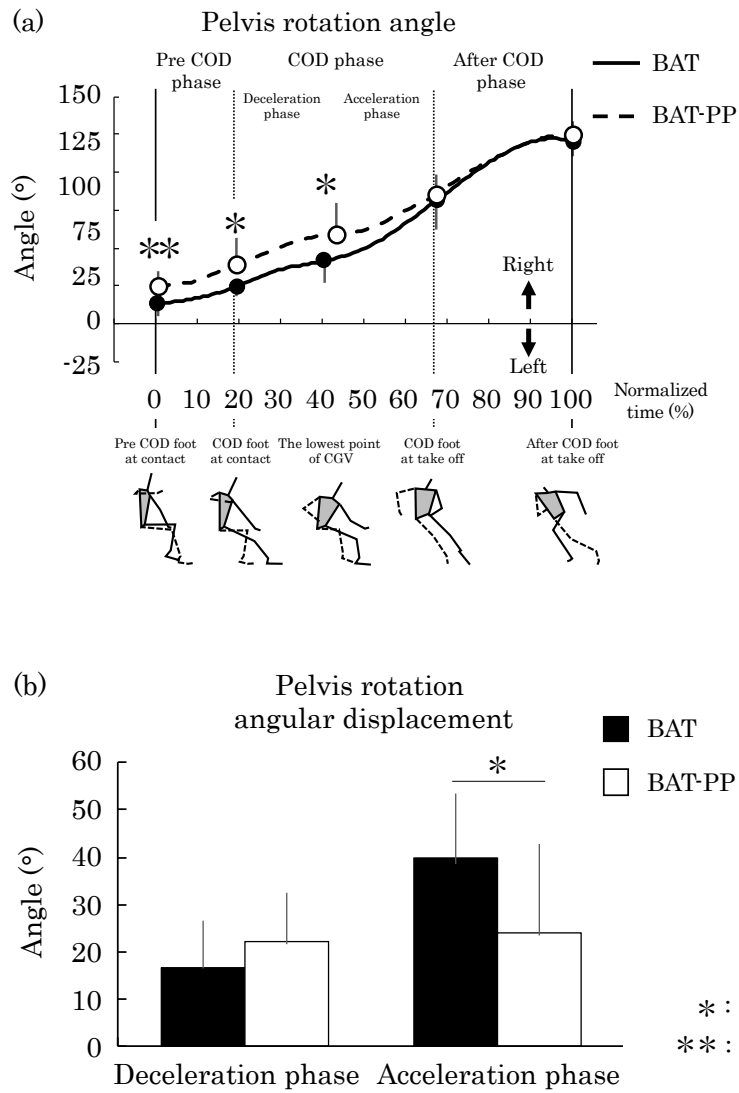 (a)
Pelvis rotation angle
Pre COD phase
COD phase
After COD phase
Deceleration phase
Acceleration phase
BAT
BAT-PP
150
125
100
75
25
0
-25
Angle (°)
**
*
*
Right
Left
0 10 20 30 40 50 60 70 80 90 100
Normalized time (%)
Pre COD foot at contact
COD foot at contact
The lowest point of CGV
COD foot at take off
After COD foot at take off
(b)
Pelvis rotation
angular displacement
BAT
BAT-PP
60
50
40
30
20
10
0
Angle (°)
*
Deceleration phase
Acceleration phase
* :
** :